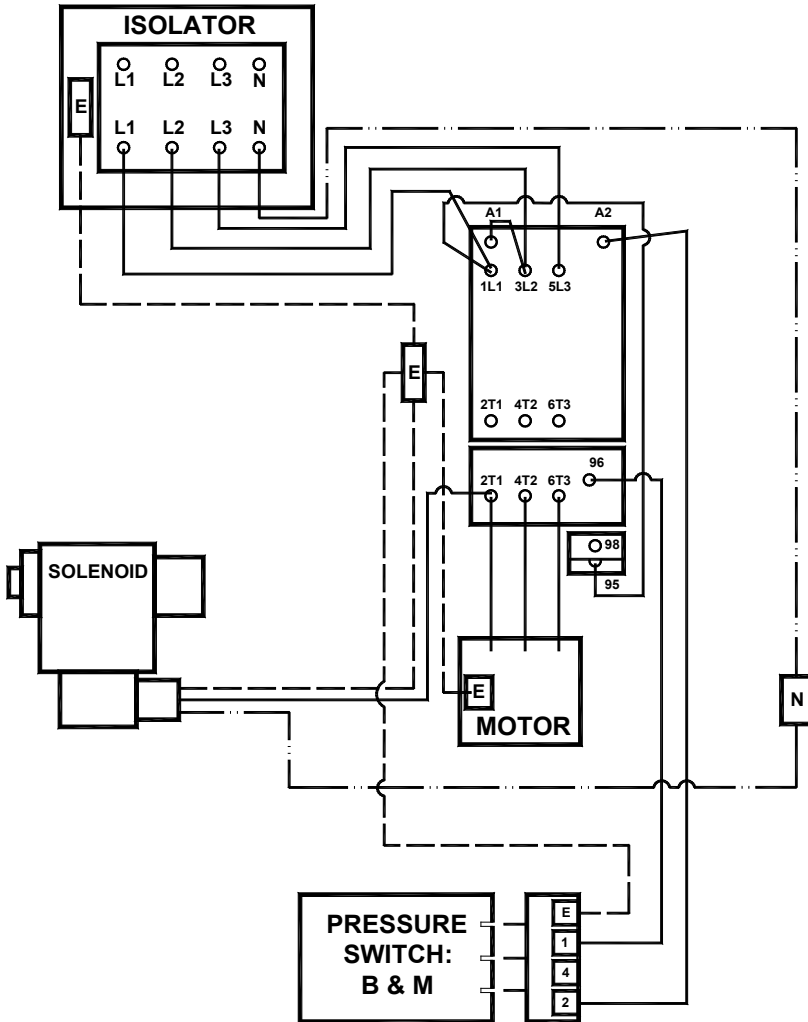 ISOLATOR
L1 L2 L3 N
E
L1 L2 L3 N
A1 A2
1L1 3L2 5L3
E
2T1 4T2 6T3
96
2T1 4T2 6T3
98
95
SOLENOID
E
MOTOR
N
PRESSURE
SWITCH:
B & M
E
1
4
2